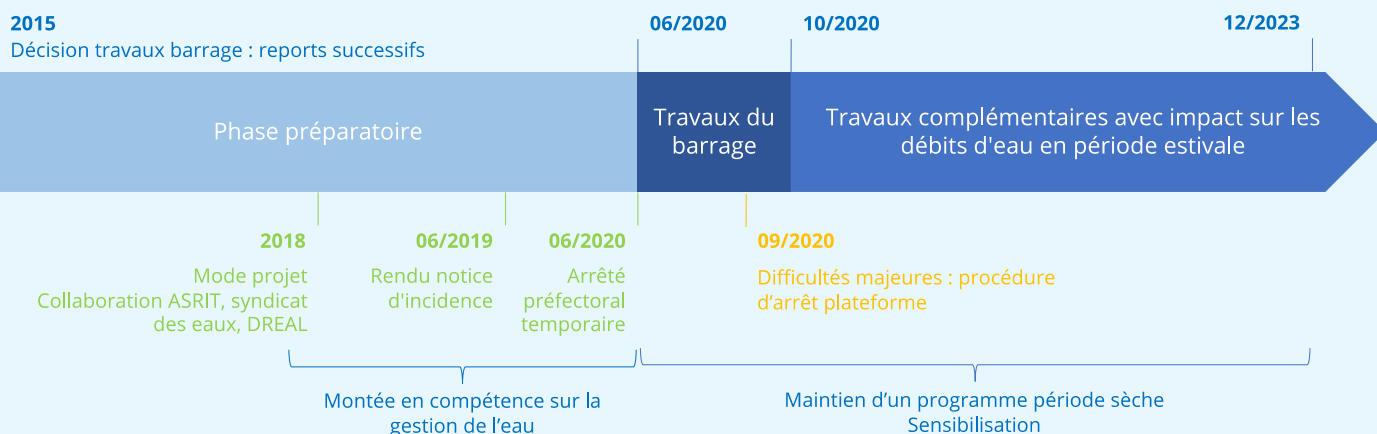 2015
Décision travaux barrage : reports successifs
06/2020
10/2020
12/2023
Phase préparatoire
Travaux du
barrage
Travaux complémentaires avec impact sur les
débits d'eau en période estivale
2018
Mode projet
Collaboration ASRIT, syndicat
des eaux, DREAL
06/2019
Rendu notice
d'incidence
06/2020
Arrêté
préfectoral
temporaire
09/2020
Difficultés majeures : procédure
d’arrêt plateforme
Montée en compétence sur la
gestion de l’eau
Maintien d’un programme période sèche
Sensibilisation